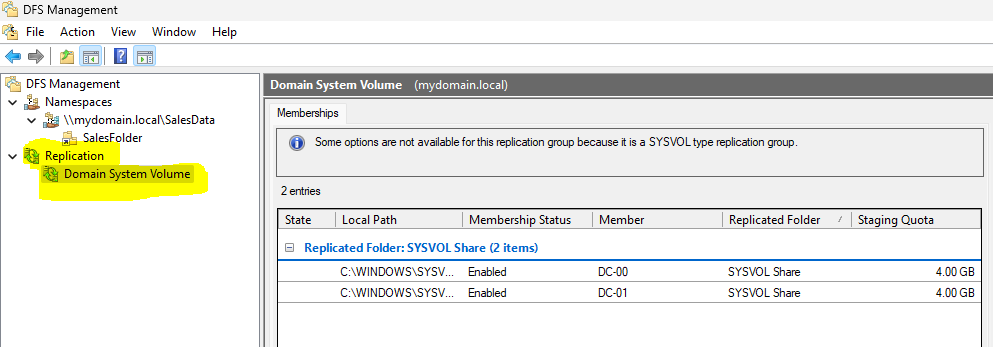 DFS Management
File Action View Window Help
DFS Management
Namespaces
\\mydomain.local\SalesData
SalesFolder
Replication
Domain System Volume
Domain System Volume (mydomain.local)
Memberships
Some options are not available for this replication group because it is a SYSVOL type replication group.
2 entries
State Local Path Membership Status Member Replicated Folder Staging Quota
Replicated Folder: SYSVOL Share (2 items)
C:\WINDOWS\SYSV... Enabled DC-00 SYSVOL Share 4.00 GB
C:\WINDOWS\SYSV... Enabled DC-01 SYSVOL Share 4.00 GB